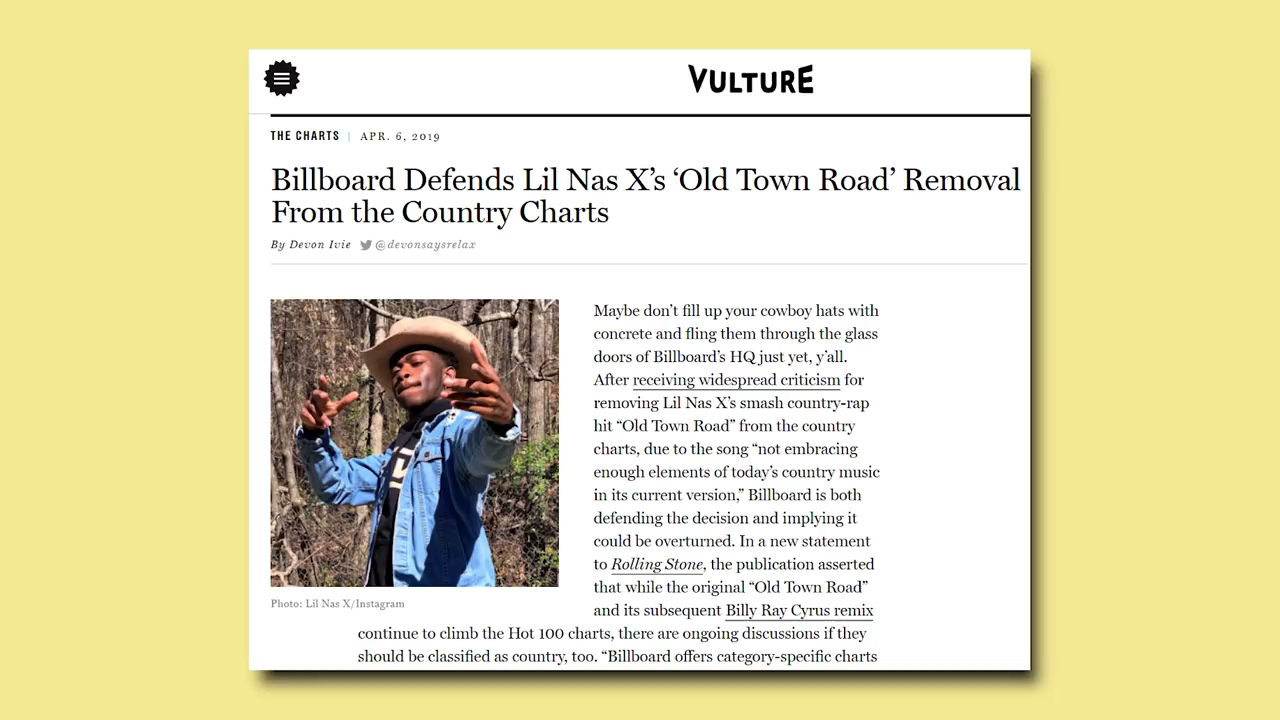 VULTURE
THE CHARTS | APR. 6, 2019
Billboard Defends Lil Nas X’s ‘Old Town Road’ Removal
From the Country Charts
By Devon Ivie @devonsaysrelax
Maybe don’t fill up your cowboy hats with
concrete and fling them through the glass
doors of Billboard’s HQ just yet, y’all.
After receiving widespread criticism for
removing Lil Nas X’s smash country-rap
hit “Old Town Road” from the country
charts, due to the song “not embracing
enough elements of today’s country music
in its current version,” Billboard is both
defending the decision and implying it
could be overturned. In a new statement
to Rolling Stone, the publication asserted
that while the original “Old Town Road”
and its subsequent Billy Ray Cyrus remix
Photo: Lil Nas X/Instagram
continue to climb the Hot 100 charts, there are ongoing discussions if they
should be classified as country, too. “Billboard offers category-specific charts